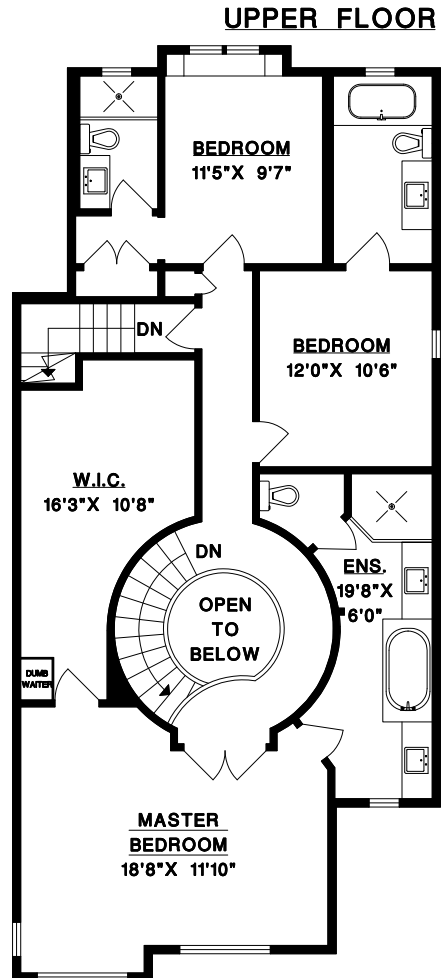 UPPER FLOOR
BEDROOM
11'5"X 9'7"
DN
BEDROOM
12'0"X 10'6"
W.I.C.
16'3"X 10'8"
DN
ENS.
19'8"X
6'0"
OPEN
TO
BELOW
DUMB
WAITER
MASTER
BEDROOM
18'8"X 11'10"